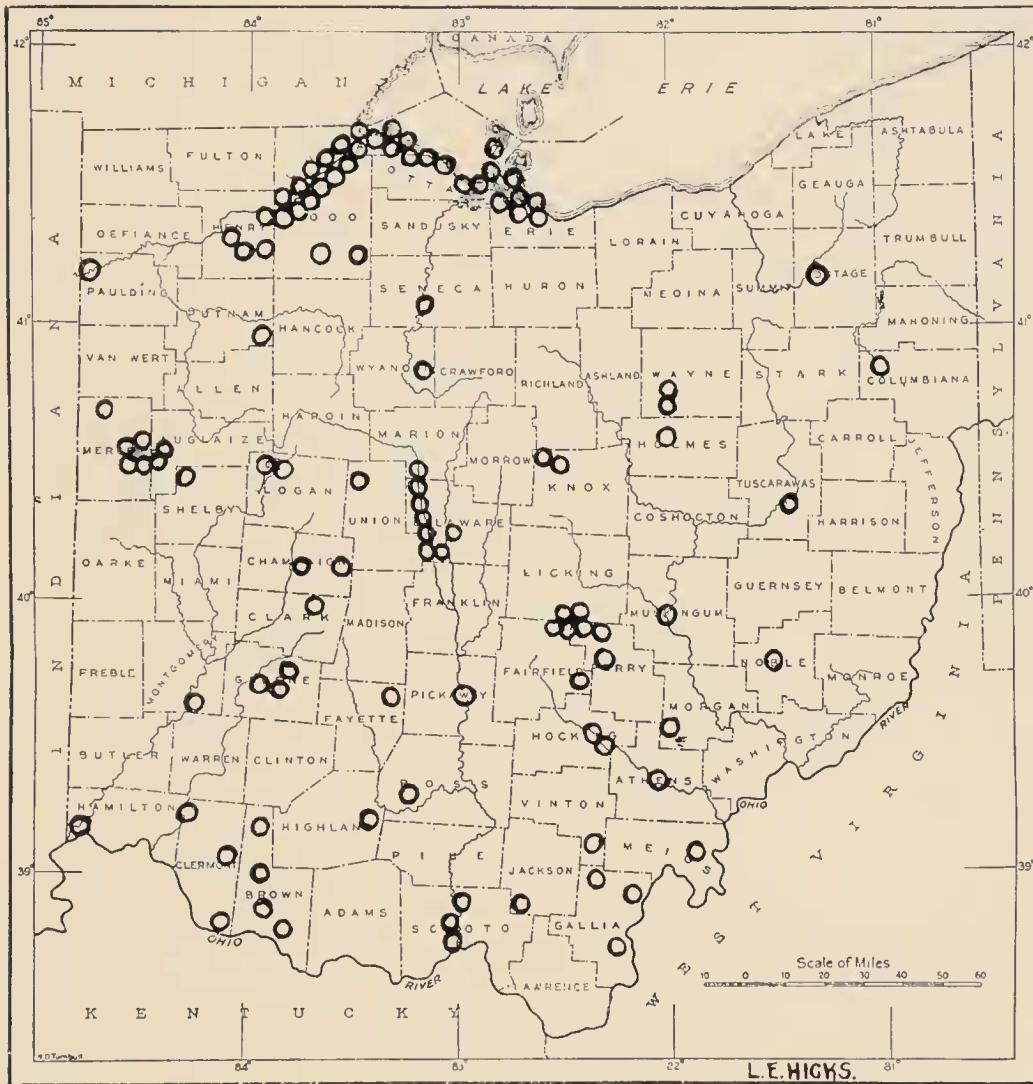 85° 84° 83° 82° 81°
42° CANADA 42°
MICHIGAN LAKE ERIE
LAKE ASHTABULA
WILLIAMS FULTON
GEAUGA
CUYAHOGA
DEFIANCE HENRY SANDUSKY ERIE LORAIN TRUMBULL
PAULDING SENECA HURON MEDINA SUMMIT
PUTNAM HANCOCK
41° 41°
MAHONING
VAN WERT WYANDOT CRAWFORD RICHLAND ASHLAND WAYNE STARK COLUMBIANA
ALLEN
HARDIN
AUGLAIZE MARION HOLMES CARROLL
MORROW JEFFERSON
LOGAN KNOX TUSCARAWAS
40° 40°
SHELBY UNION DELAWARE COSHOCTON HARRISON
DARKE CHAMPAIGN LICKING
MIAMI GUERNSEY BELMONT
FRANKLIN MUSKINGUM
CLARK MADISON
PREBLE MONTGOMERY GREENE FAIRFIELD PERRY NOBLE MONROE
PICKAWAY MORGAN
FAYETTE
BUTLER WARREN CLINTON HOCKING WASHINGTON
RIVER
ROSS ATHENS
HAMILTON VINTON OHIO
HIGHLAND
CLERMONT PIKE JACKSON MEIGS
39° 39°
BROWN
ADAMS SCIOTO GALLIA
OHIO
RIVER LAWRENCE
INDIANA
PENNSYLVANIA
WEST VIRGINIA
KENTUCKY
Scale of Miles
10 0 10 20 30 40 50 60
84° 83° 82° 81°
L.E.HICKS.